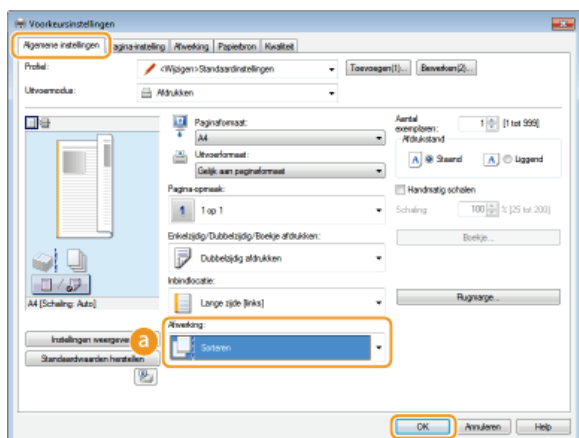 Voorkeursinstellingen
Algemene instellingen Pagina-instelling Afwerking Papierbron Kwaliteit
Profiel: <Wijzigen>Standaardinstellingen Toevoegen(1)... Bewerken(2)...
Uitvoermodus: Afdrukken
Paginaformaat:
A4
Uitvoerformaat:
Gelijk aan paginaformaat
Pagina-opmaak:
1 1 op 1
Enkelzijdig/Dubbelzijdig/Boekje afdrukken:
Dubbelzijdig afdrukken
Inbindlocatie:
Lange zijde [links]
Afwerking:
a Sorteren
Aantal
exemplaren: 1 [1 tot 999]
Afdrukstand
A Staand A Liggend
Handmatig schalen
Schaling: 100 % [25 tot 200]
Boekje...
Rugmarge...
A4 [Schaling: Auto]
Instellingen weergeve
Standaardwaarden herstellen
OK Annuleren Help